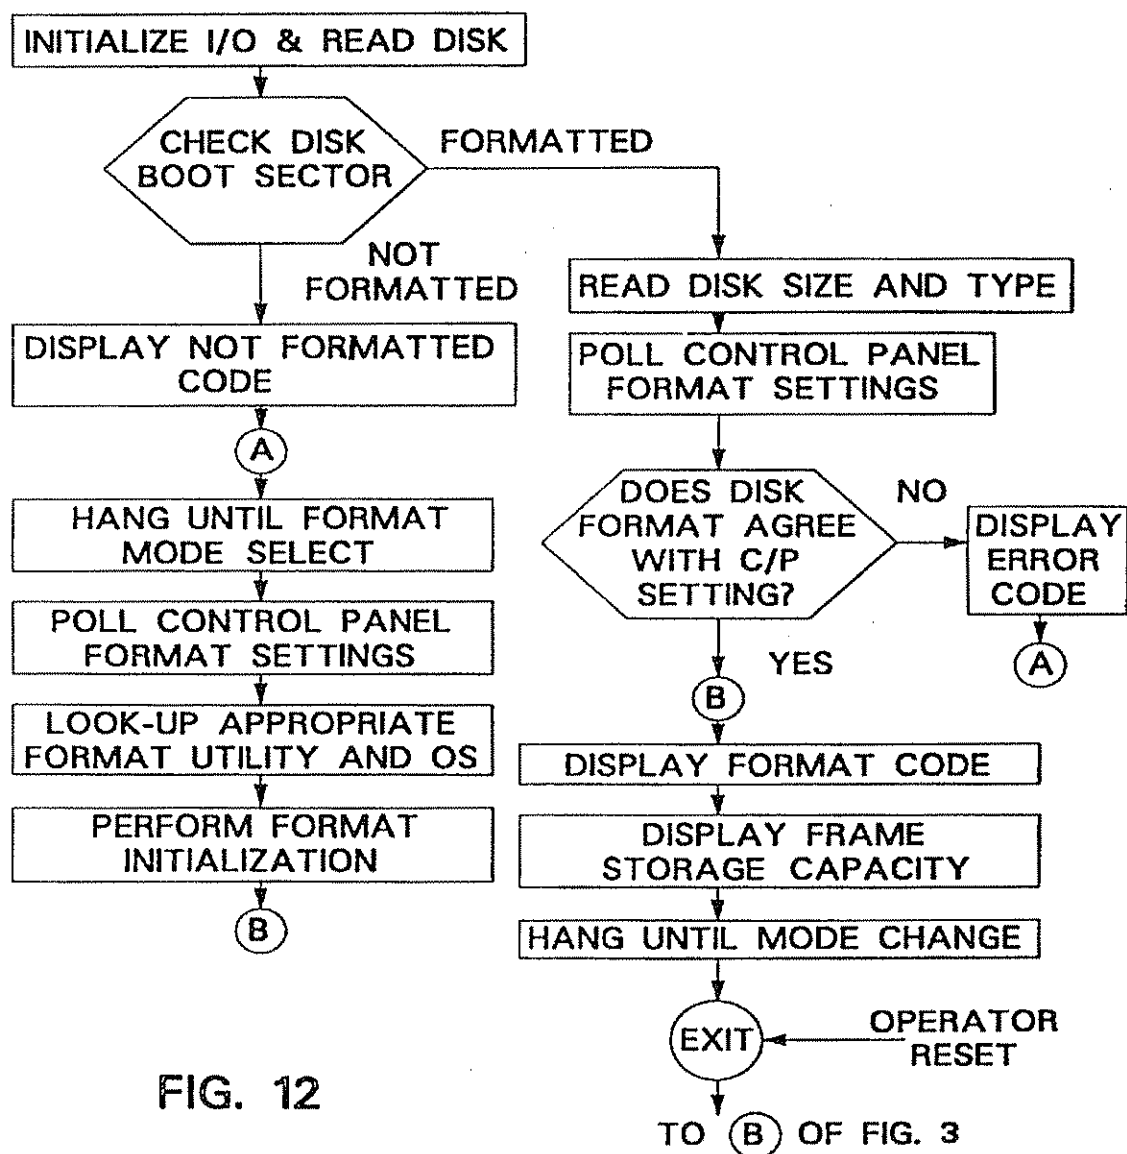 INITIALIZE I/O & READ DISK
CHECK DISK
BOOT SECTOR
FORMATTED
NOT
FORMATTED
DISPLAY NOT FORMATTED
CODE
A
HANG UNTIL FORMAT
MODE SELECT
POLL CONTROL PANEL
FORMAT SETTINGS
LOOK-UP APPROPRIATE
FORMAT UTILITY AND OS
PERFORM FORMAT
INITIALIZATION
B
READ DISK SIZE AND TYPE
POLL CONTROL PANEL
FORMAT SETTINGS
DOES DISK
FORMAT AGREE
WITH C/P
SETTING?
NO
DISPLAY
ERROR
CODE
A
YES
B
DISPLAY FORMAT CODE
DISPLAY FRAME
STORAGE CAPACITY
HANG UNTIL MODE CHANGE
EXIT
OPERATOR
RESET
TO B OF FIG. 3
FIG. 12